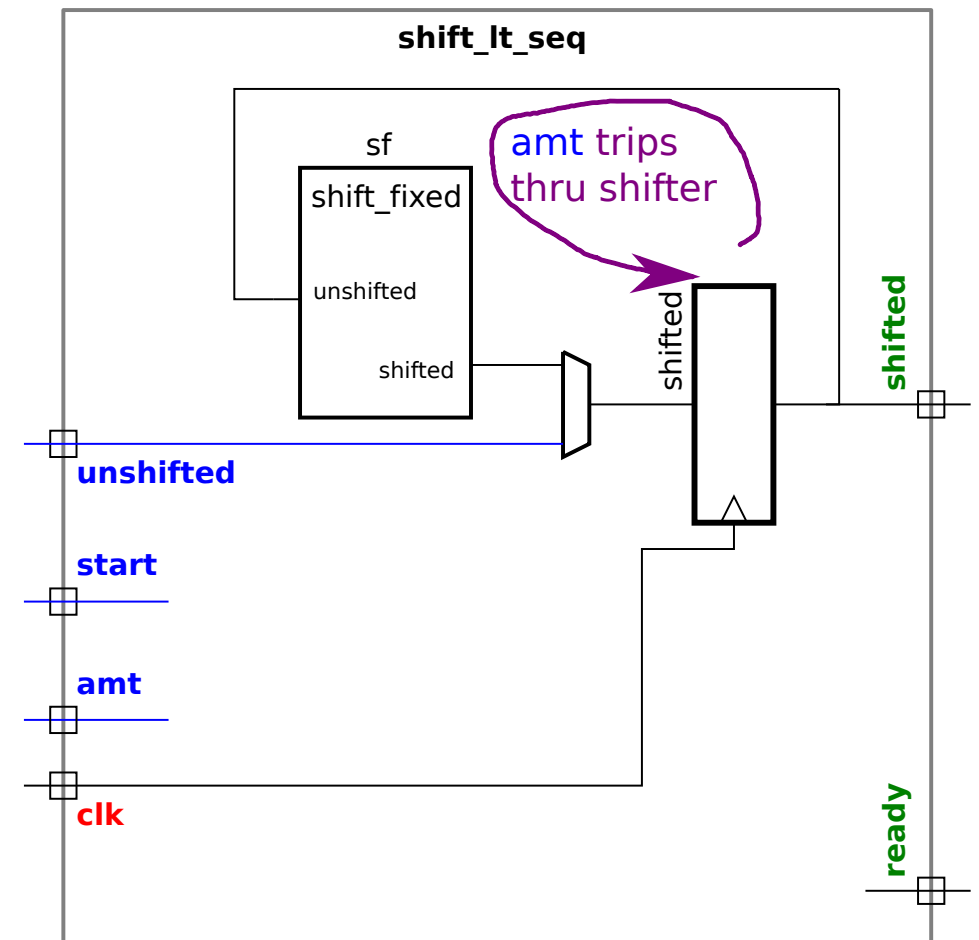 shift_lt_seq
sf
shift_fixed
unshifted
shifted
amt trips
thru shifter
shifted
shifted
unshifted
start
amt
clk
ready